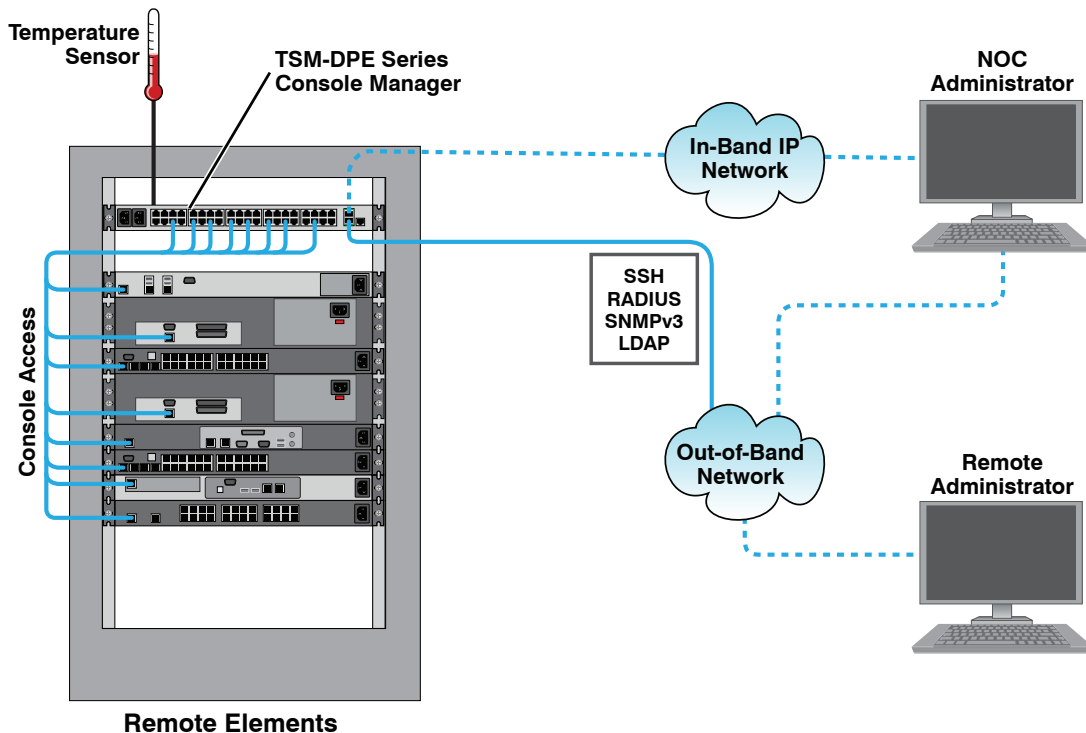 Temperature
Sensor
TSM-DPE Series
Console Manager
NOC
Administrator
In-Band IP
Network
SSH
RADIUS
SNMPv3
LDAP
Console Access
Out-of-Band
Network
Remote
Administrator
Remote Elements